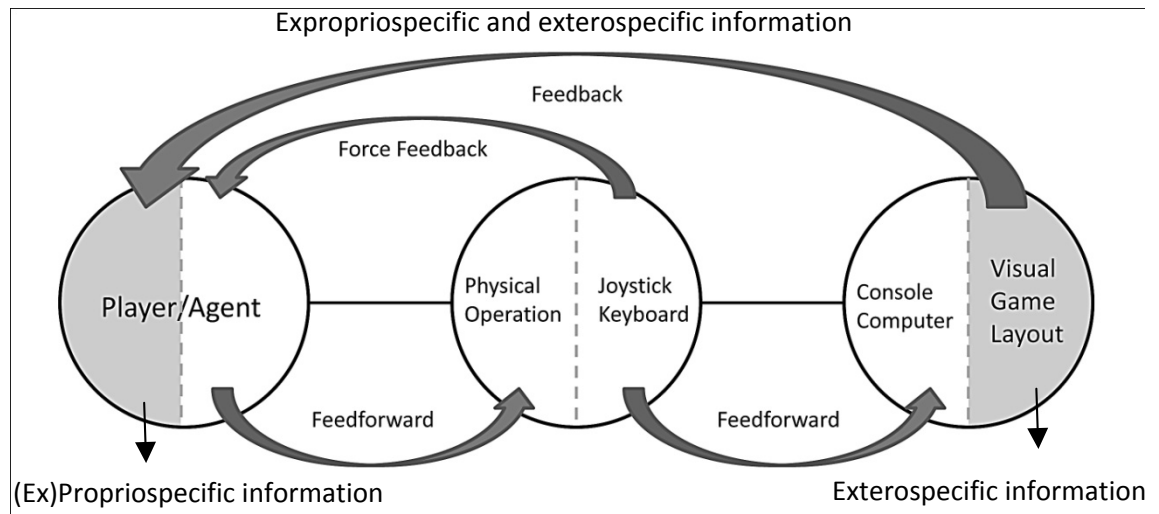 Expropriospecific and exterospecific information
Feedback
Force Feedback
Player/Agent
Physical
Operation
Joystick
Keyboard
Console
Computer
Visual
Game
Layout
Feedforward
Feedforward
(Ex)Propriospecific information
Exterospecific information